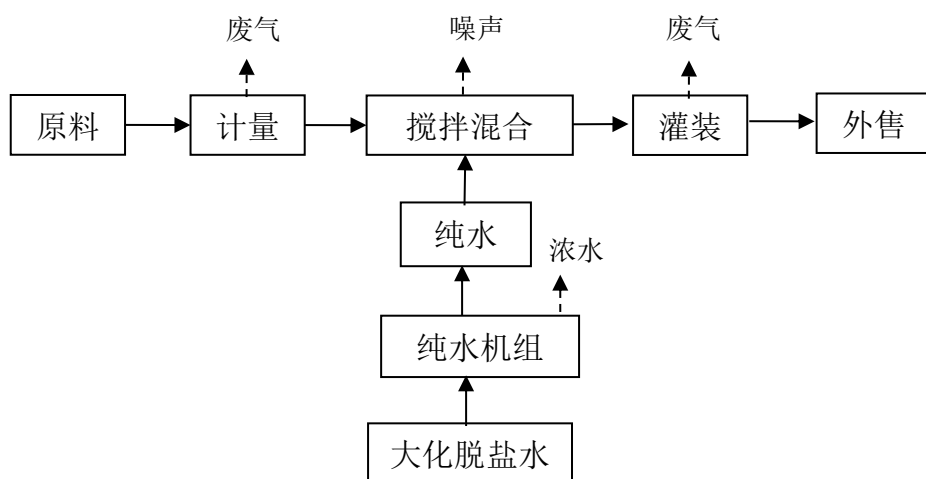 废气 噪声 废气
原料 计量 搅拌混合 灌装 外售
纯水
浓水
纯水机组
大化脱盐水